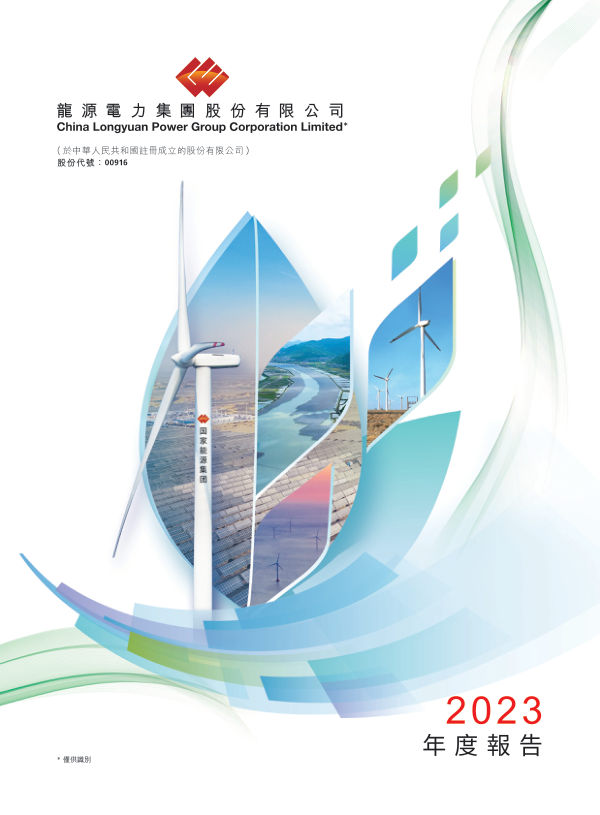 龍源電力集團股份有限公司
China Longyuan Power Group Corporation Limited*
（於中華人民共和國註冊成立的股份有限公司）
股份代號：00916
国家能源集团
2023
年度報告
* 僅供識別